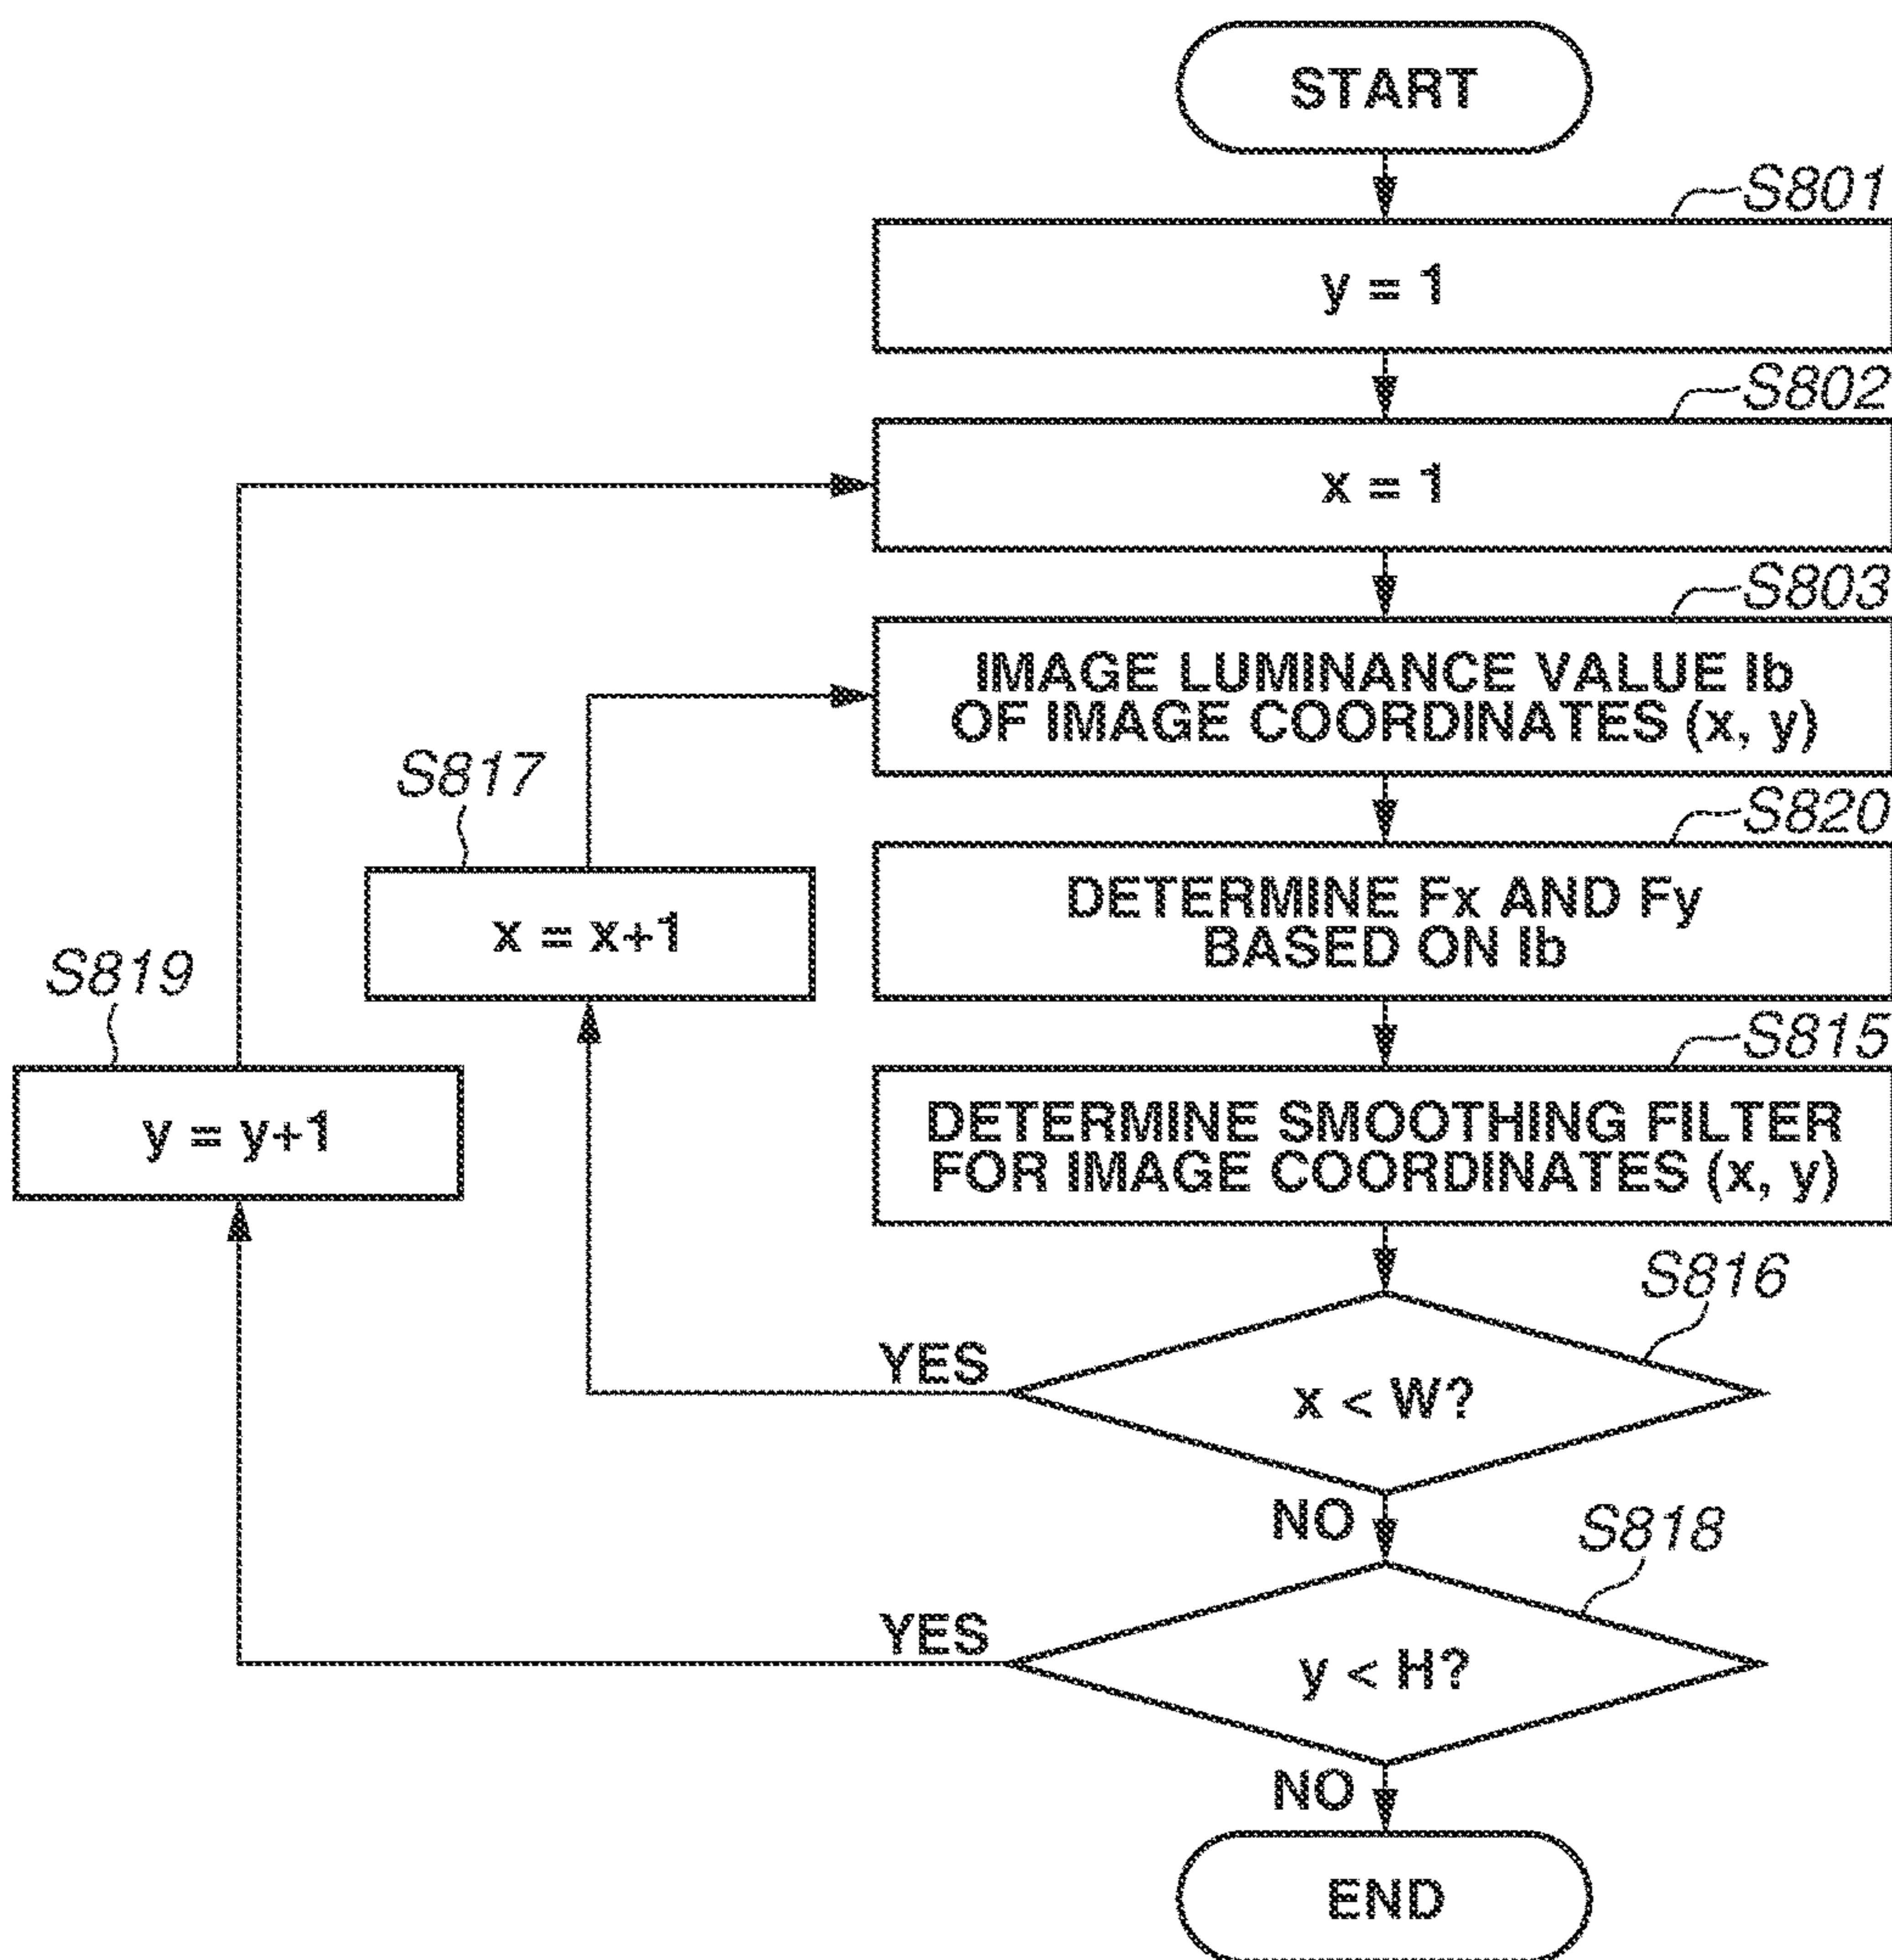 START
S801
y = 1
S802
x = 1
S803
IMAGE LUMINANCE VALUE Ib
OF IMAGE COORDINATES (x, y)
S820
DETERMINE Fx AND Fy
BASED ON Ib
S817
x = x+1
S819
y = y+1
S815
DETERMINE SMOOTHING FILTER
FOR IMAGE COORDINATES (x, y)
S816
YES
x < W?
NO
S818
YES
y < H?
NO
END